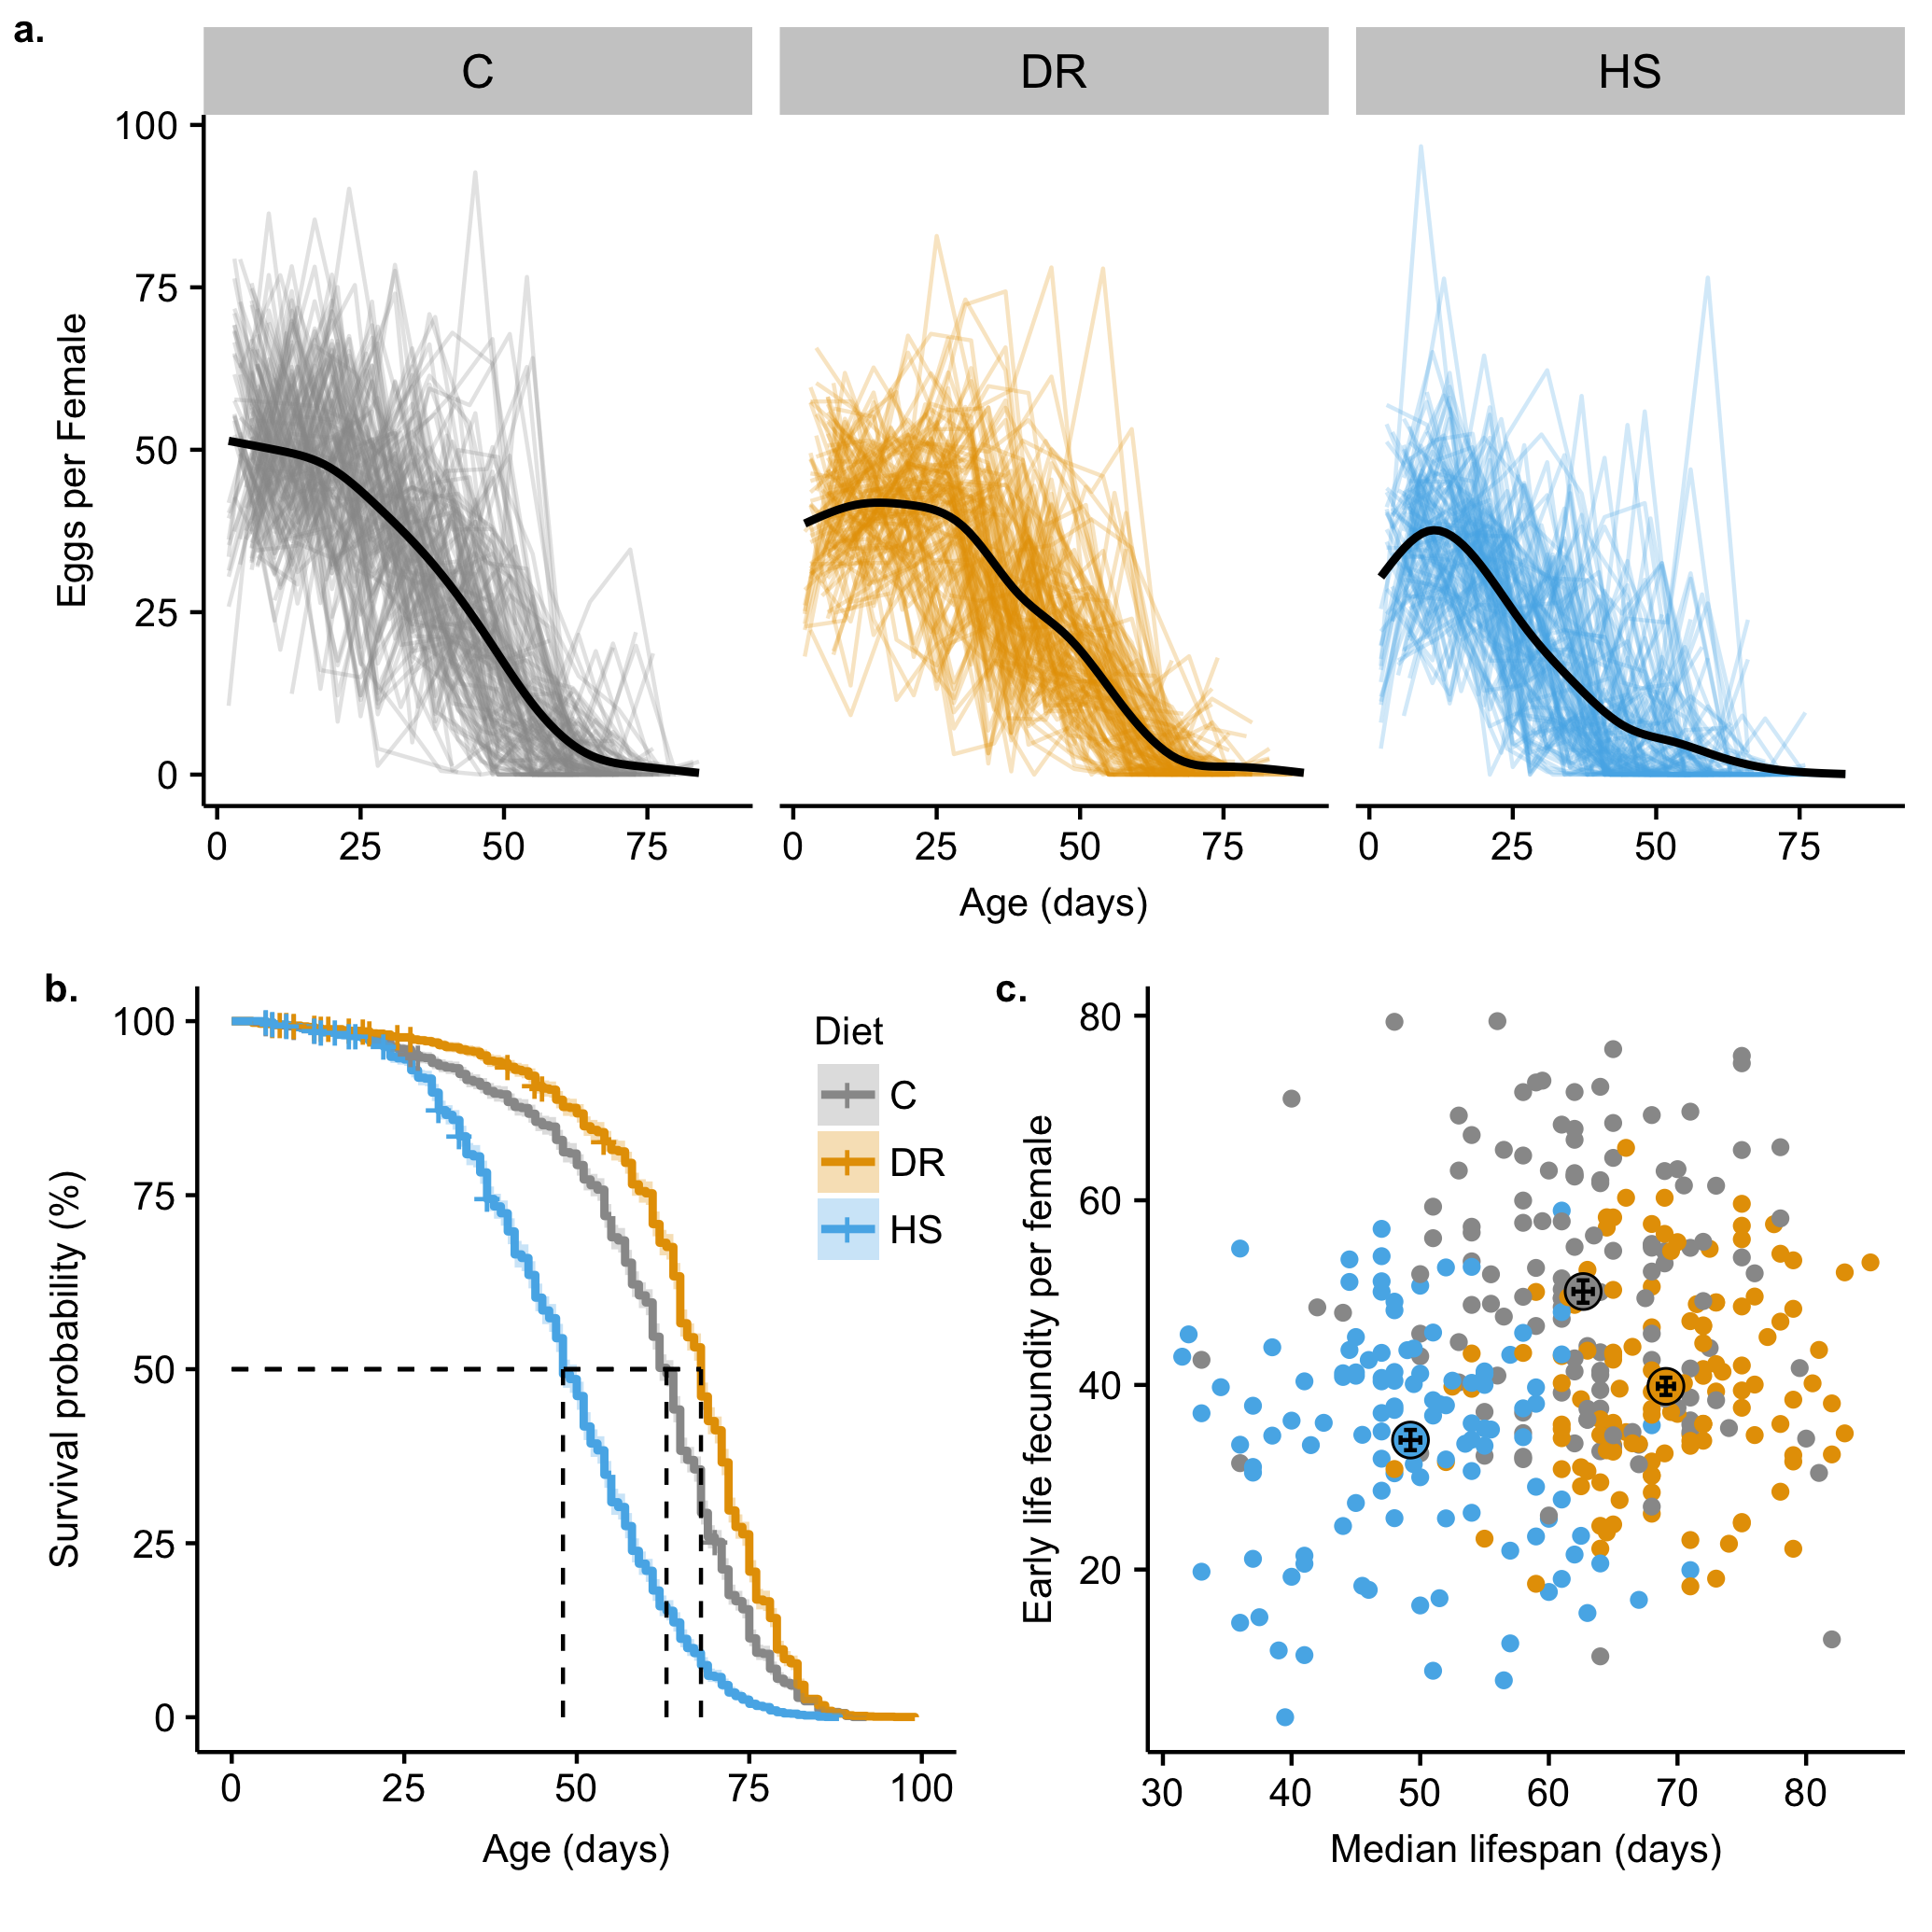 a.
C DR HS
100
75
50
25
0
Eggs per Female
0 25 50 75 0 25 50 75 0 25 50 75
Age (days)
b.
100
75
50
25
0
Survival probability (%)
0 25 50 75 100
Age (days)
Diet
C
DR
HS
c.
80
60
40
20
Early life fecundity per female
30 40 50 60 70 80
Median lifespan (days)